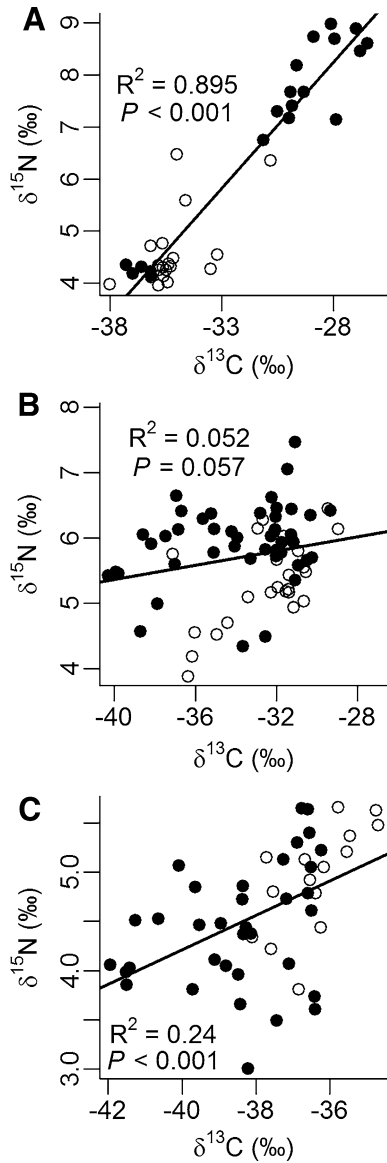 A
R² = 0.895
P < 0.001
δ¹⁵N (‰)
9
8
7
6
5
4
-38
-33
-28
δ¹³C (‰)
B
R² = 0.052
P = 0.057
δ¹⁵N (‰)
8
7
6
5
4
-40
-36
-32
-28
δ¹³C (‰)
C
R² = 0.24
P < 0.001
δ¹⁵N (‰)
5.0
4.0
3.0
-42
-40
-38
-36
δ¹³C (‰)